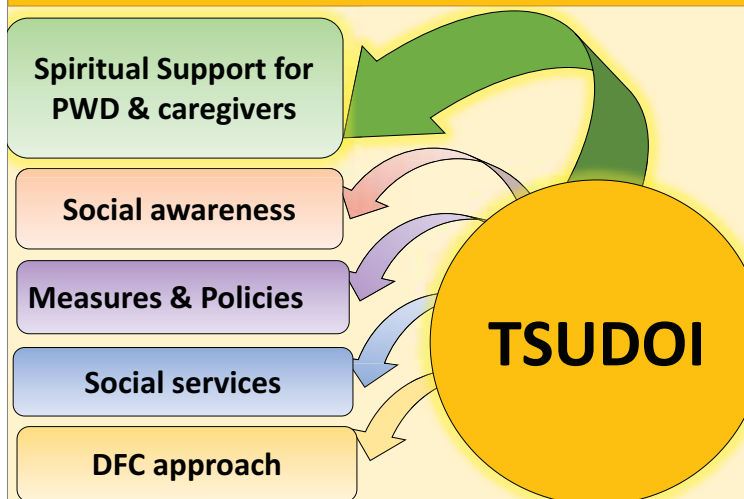 Spiritual Support for
PWD & caregivers
Social awareness
Measures & Policies
Social services
DFC approach
TSUDOI